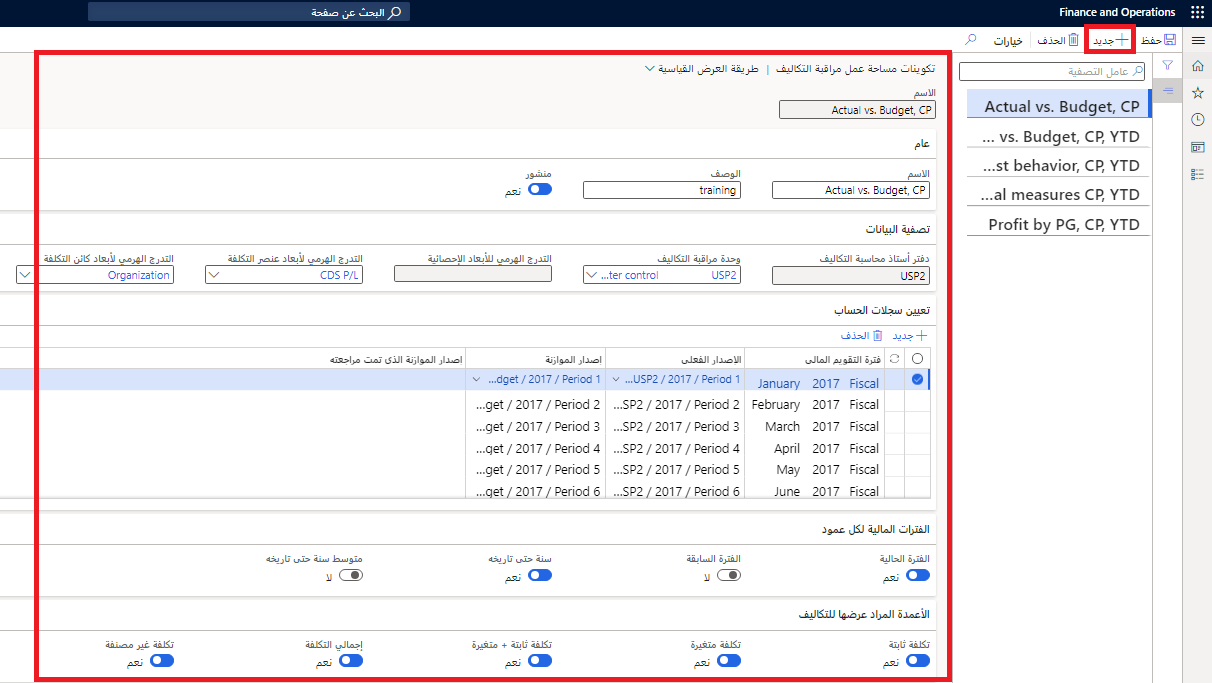 Finance and Operations
البحث عن صفحة
حفظ
جديد
الحذف
خيارات
عامل التصفية
Actual vs. Budget, CP
... vs. Budget, CP, YTD
...st behavior, CP, YTD
...al measures CP, YTD
Profit by PG, CP, YTD
تكوينات مساحة عمل مراقبة التكاليف | طريقة العرض القياسية
الاسم
Actual vs. Budget, CP
عام
الاسم الوصف منشور
Actual vs. Budget, CP training نعم
تصفية البيانات
دفتر أستاذ محاسبة التكاليف وحدة مراقبة التكاليف التدرج الهرمي للأبعاد الإحصائية التدرج الهرمي لأبعاد عنصر التكلفة التدرج الهرمي لأبعاد كائن التكلفة
USP2 USP2 ...ter control CDS P/L Organization
تعيين سجلات الحساب
جديد الحذف
فترة التقويم المالي الإصدار الفعلي إصدار الموازنة إصدار الموازنة الذي تمت مراجعته
January 2017 Fiscal ...USP2 / 2017 / Period 1 ...dget / 2017 / Period 1
February 2017 Fiscal ...SP2 / 2017 / Period 2 ...get / 2017 / Period 2
March 2017 Fiscal ...SP2 / 2017 / Period 3 ...get / 2017 / Period 3
April 2017 Fiscal ...SP2 / 2017 / Period 4 ...get / 2017 / Period 4
May 2017 Fiscal ...SP2 / 2017 / Period 5 ...get / 2017 / Period 5
June 2017 Fiscal ...SP2 / 2017 / Period 6 ...get / 2017 / Period 6
الفترات المالية لكل عمود
الفترة الحالية الفترة السابقة سنة حتى تاريخه متوسط سنة حتى تاريخه
نعم لا نعم لا
الأعمدة المراد عرضها للتكاليف
تكلفة ثابتة تكلفة متغيرة تكلفة ثابتة + متغيرة إجمالي التكلفة تكلفة غير مصنفة
نعم نعم نعم نعم نعم